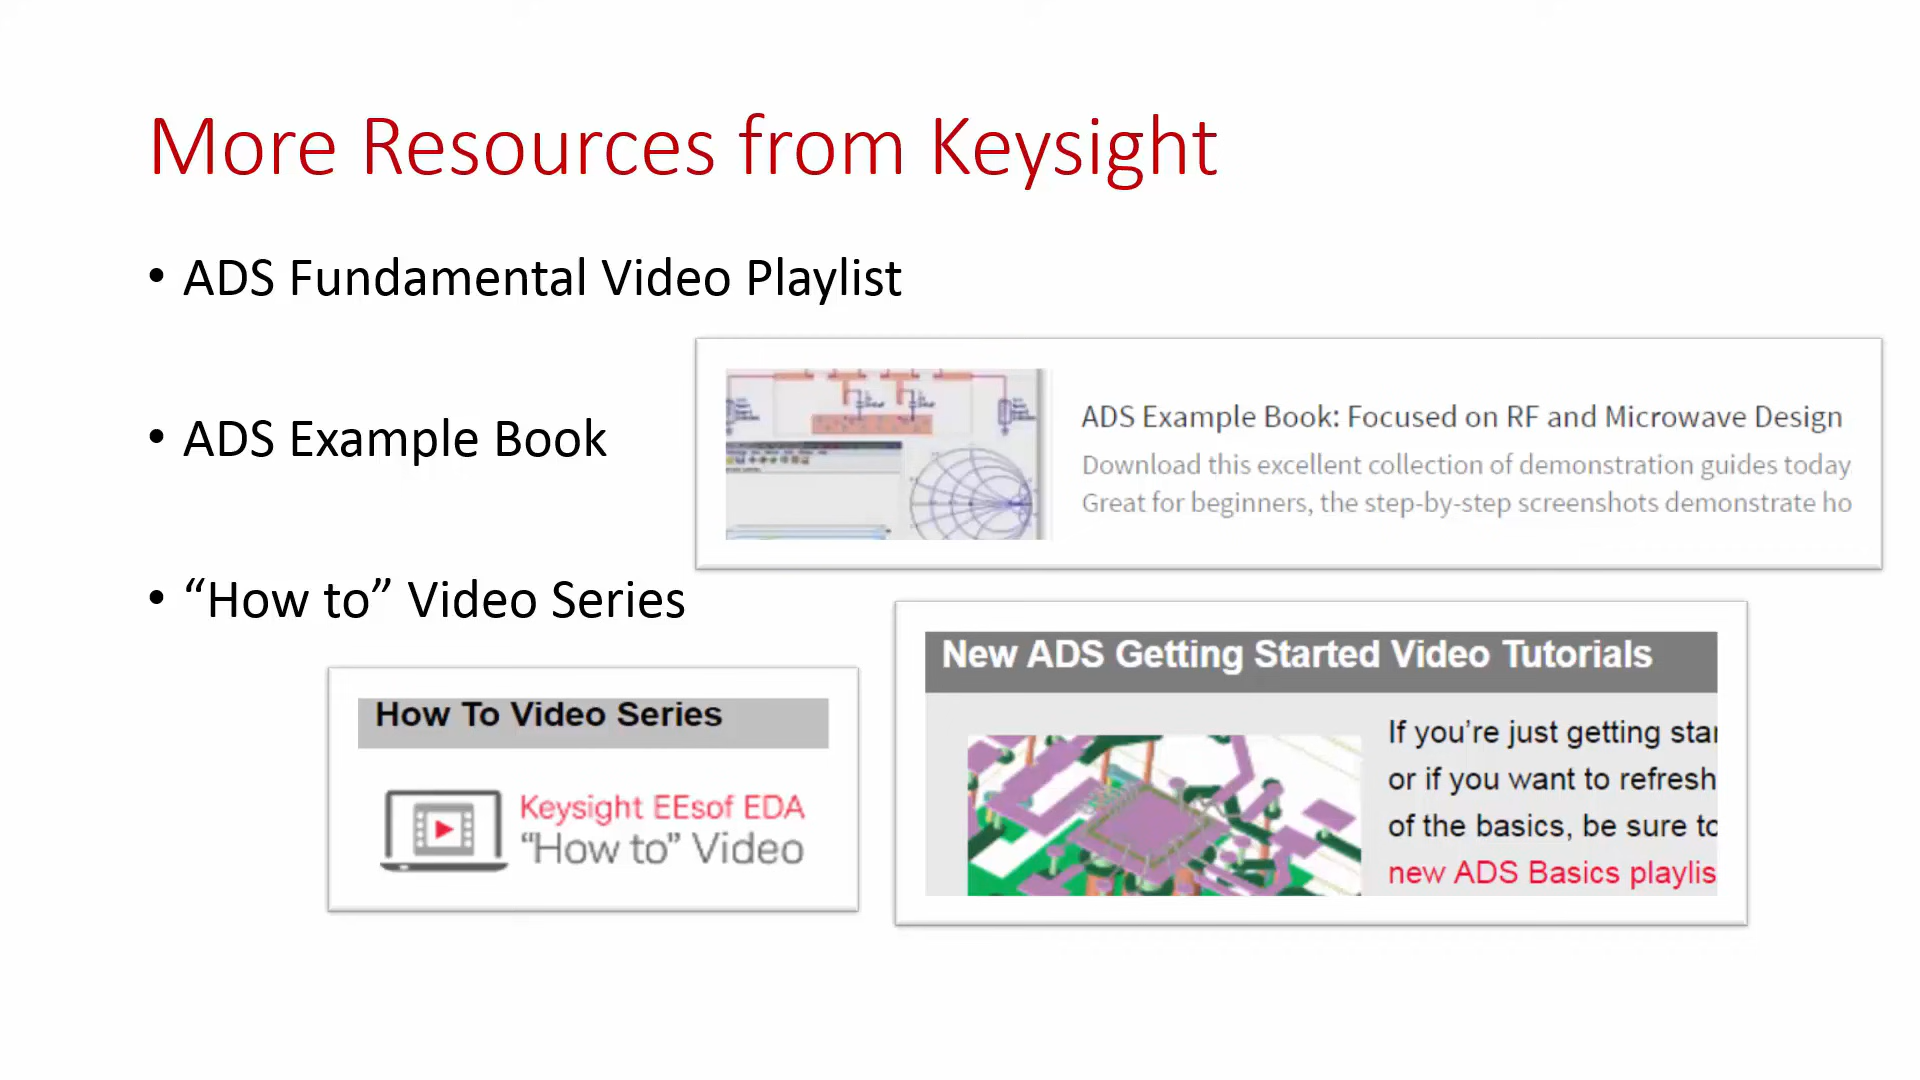 More Resources from Keysight
• ADS Fundamental Video Playlist
• ADS Example Book
ADS Example Book: Focused on RF and Microwave Design
Download this excellent collection of demonstration guides today
Great for beginners, the step-by-step screenshots demonstrate ho
• “How to” Video Series
How To Video Series
Keysight EEsof EDA
“How to” Video
New ADS Getting Started Video Tutorials
If you’re just getting star
or if you want to refresh
of the basics, be sure to
new ADS Basics playlis